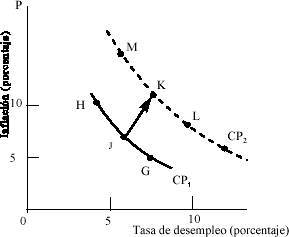 P
Inflación (porcentaje)
M
K
10
H
L
J
CP2
5
G
CP1
0
5
10
Tasa de desempleo (porcentaje)